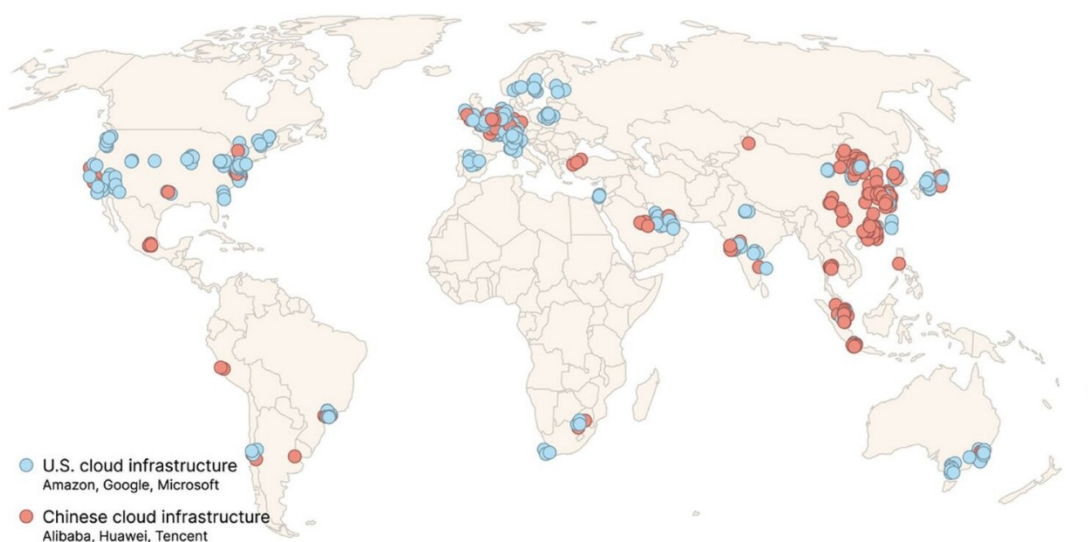 U.S. cloud infrastructure
Amazon, Google, Microsoft
Chinese cloud infrastructure
Alibaba, Huawei, Tencent